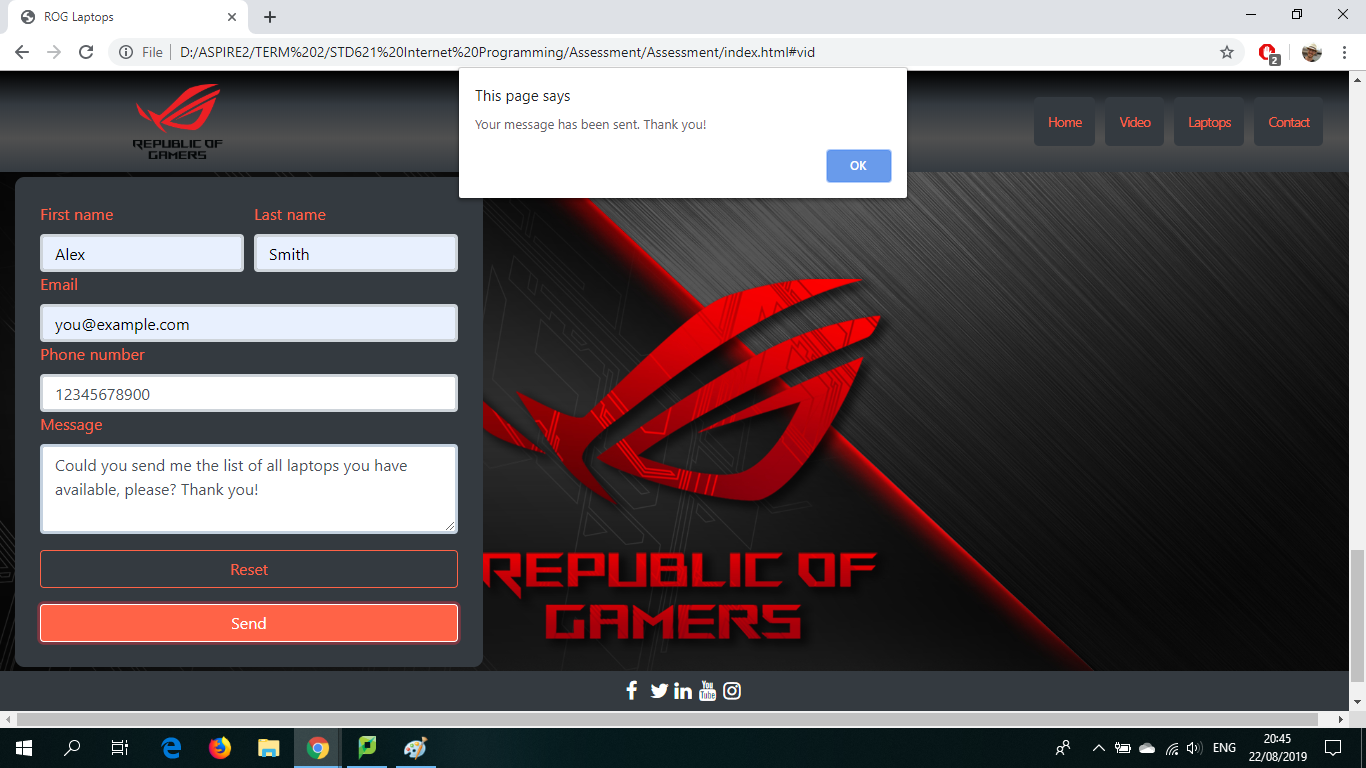 ROG Laptops
File
D:/ASPIRE2/TERM%202/STD621%20Internet%20Programming/Assessment/Assessment/index.html#vid
2
This page says
Your message has been sent. Thank you!
OK
REPUBLIC OF
GAMERS
Home Video Laptops Contact
First name Last name
Alex Smith
Email
you@example.com
Phone number
12345678900
Message
Could you send me the list of all laptops you have
available, please? Thank you!
Reset
Send
REPUBLIC OF
GAMERS
You
Tube
ENG
20:45
22/08/2019